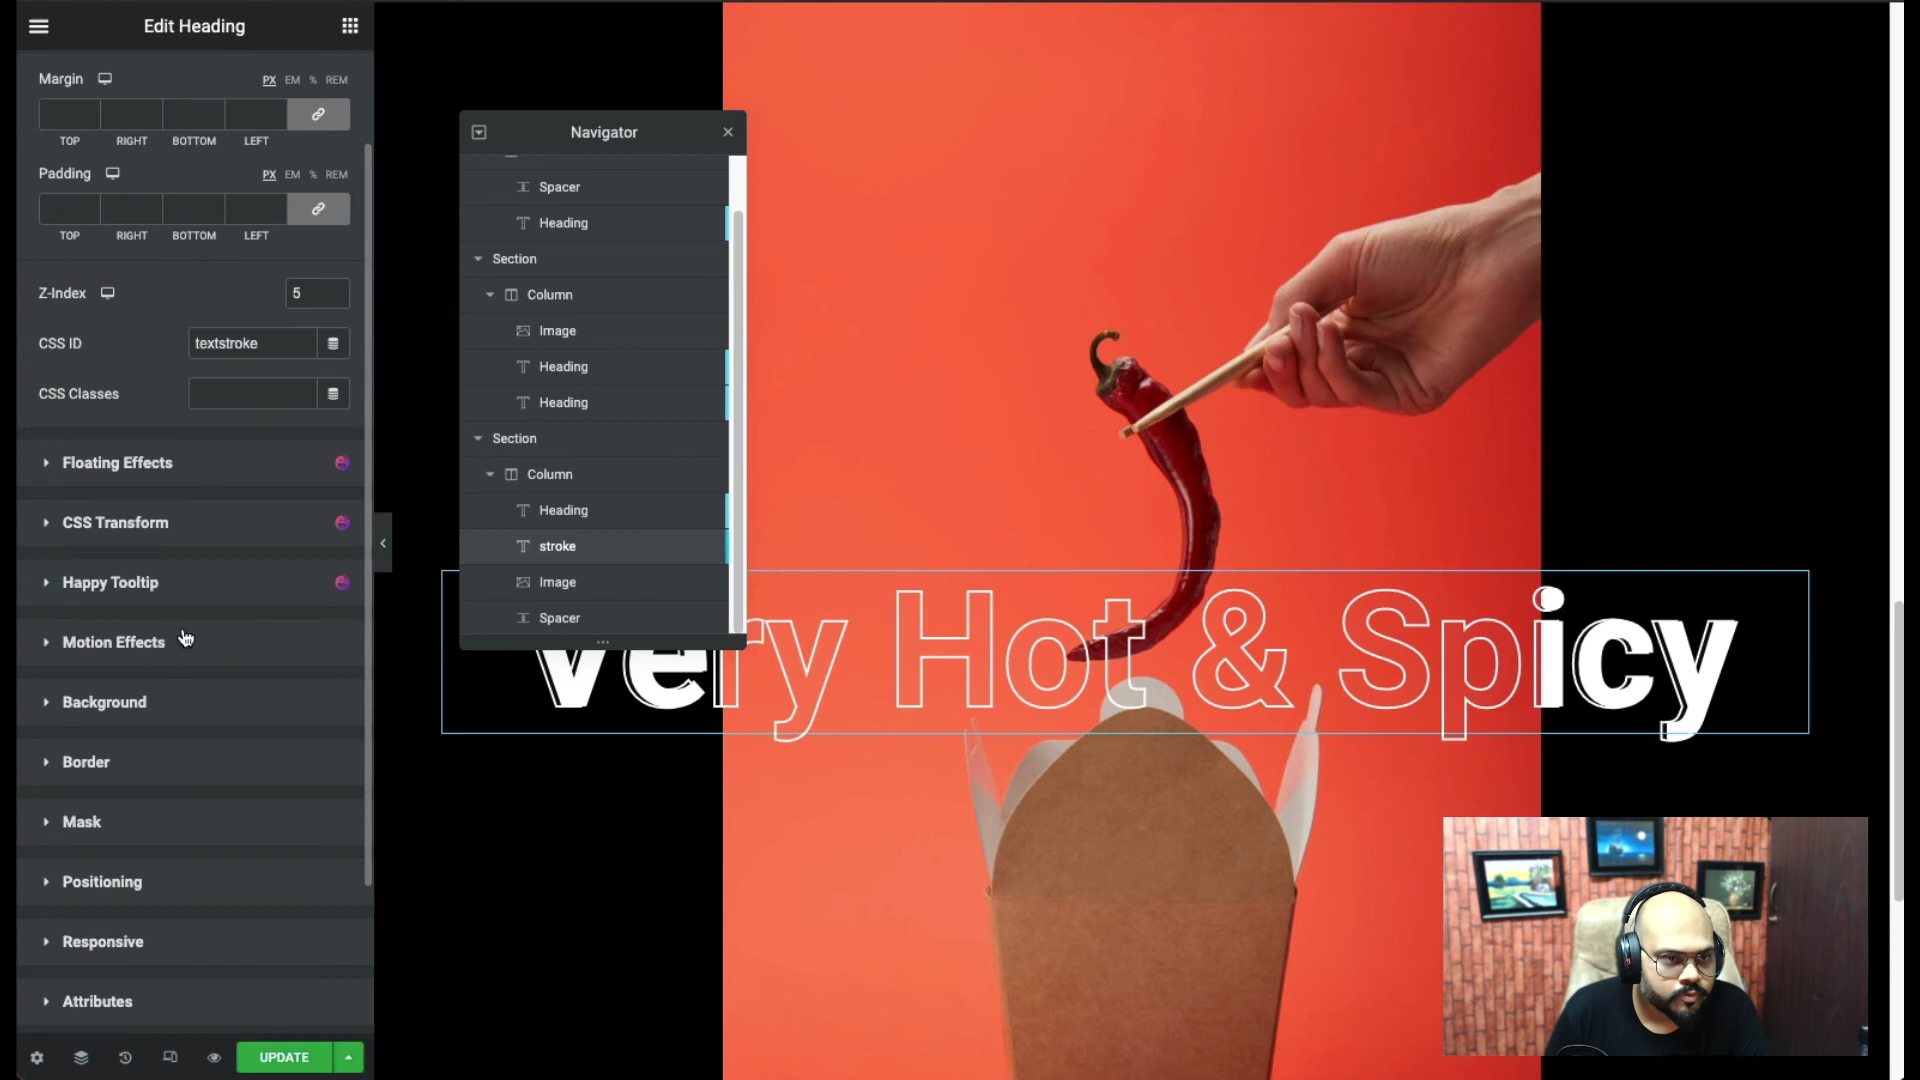 Edit Heading
Margin PX EM % REM
TOP RIGHT BOTTOM LEFT
Padding PX EM % REM
TOP RIGHT BOTTOM LEFT
Z-Index 5
CSS ID textstroke
CSS Classes
Floating Effects
CSS Transform
Happy Tooltip
Motion Effects
Background
Border
Mask
Positioning
Responsive
Attributes
UPDATE
Navigator
Spacer
Heading
Section
Column
Image
Heading
Heading
Section
Column
Heading
stroke
Image
Spacer
Very Hot & Spicy